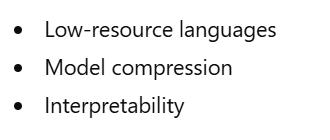 • Low-resource languages
• Model compression
• Interpretability